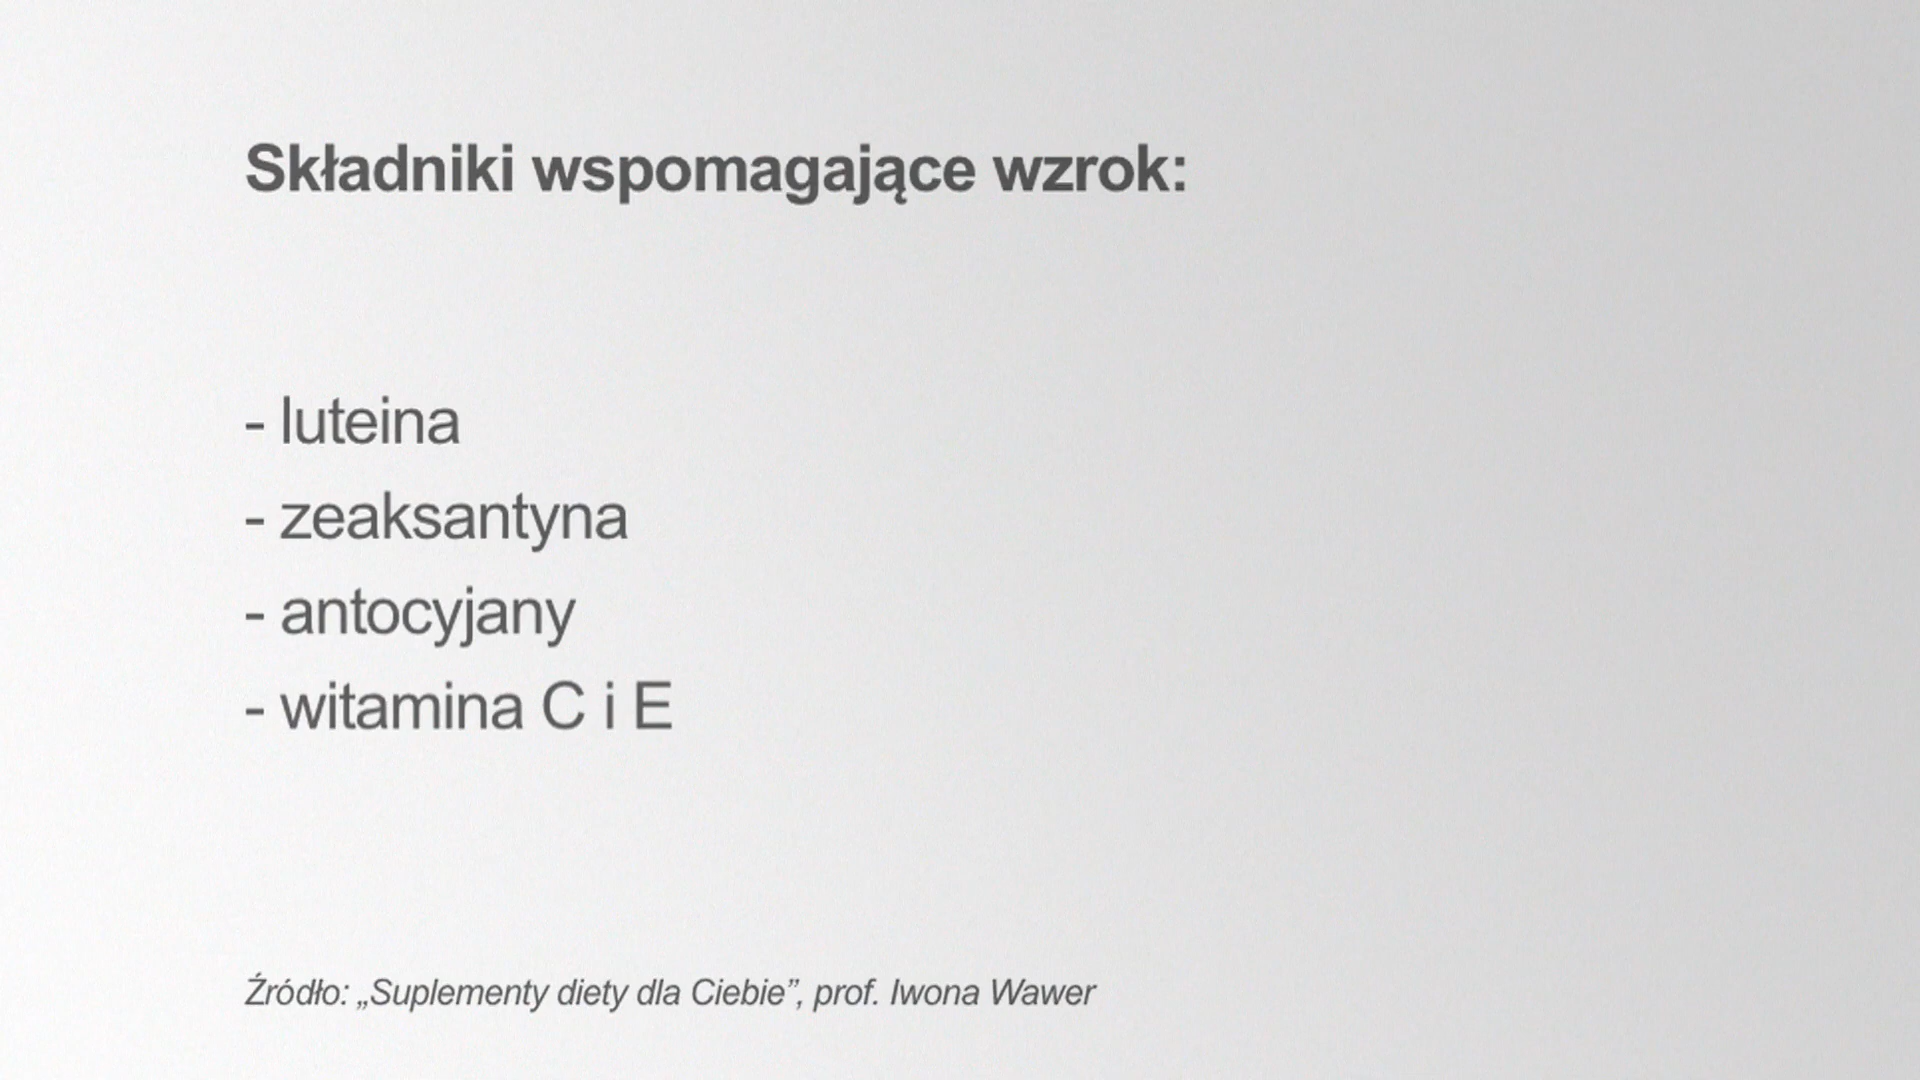 Składniki wspomagające wzrok:
- luteina
- zeaksantyna
- antocyjany
- witamina C i E
Źródło: „Suplementy diety dla Ciebie”, prof. Iwona Wawer